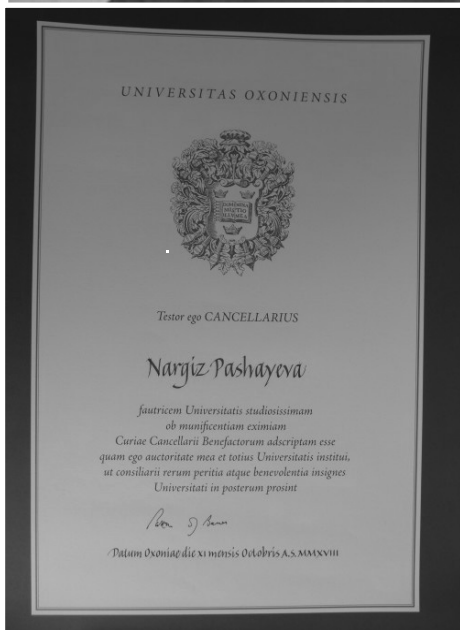 UNIVERSITAS OXONIENSIS
Testor ego CANCELLARIUS
Nargiz Pashayeva
fautricem Universitatis studiosissimam
ob munificentiam eximiam
Curiae Cancellarii Benefactorum adscriptam esse
quam ego auctoritate mea et totius Universitatis institui,
ut consiliarii rerum peritia atque benevolentia insignes
Universitati in posterum prosint
Datum Oxoniae die XI mensis Octobris A.S. MMXVIII